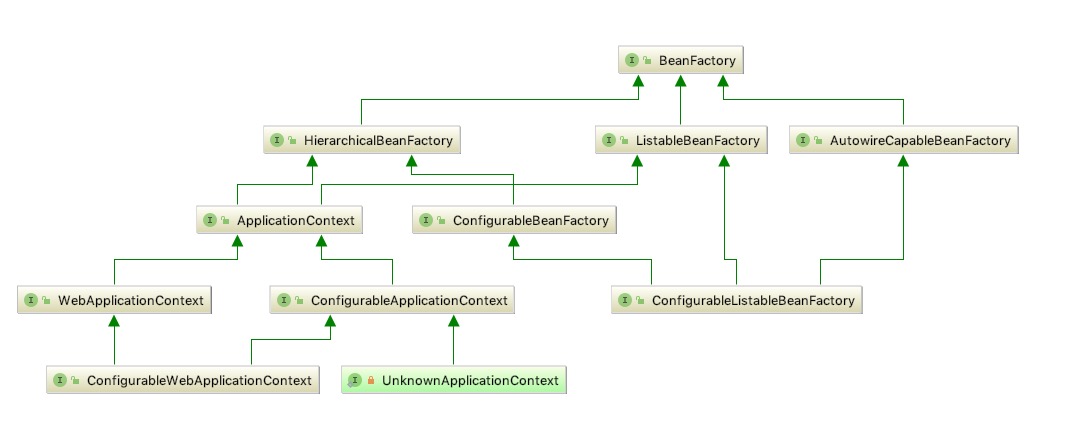 BeanFactory
HierarchicalBeanFactory
ListableBeanFactory
AutowireCapableBeanFactory
ApplicationContext
ConfigurableBeanFactory
WebApplicationContext
ConfigurableApplicationContext
ConfigurableListableBeanFactory
ConfigurableWebApplicationContext
UnknownApplicationContext